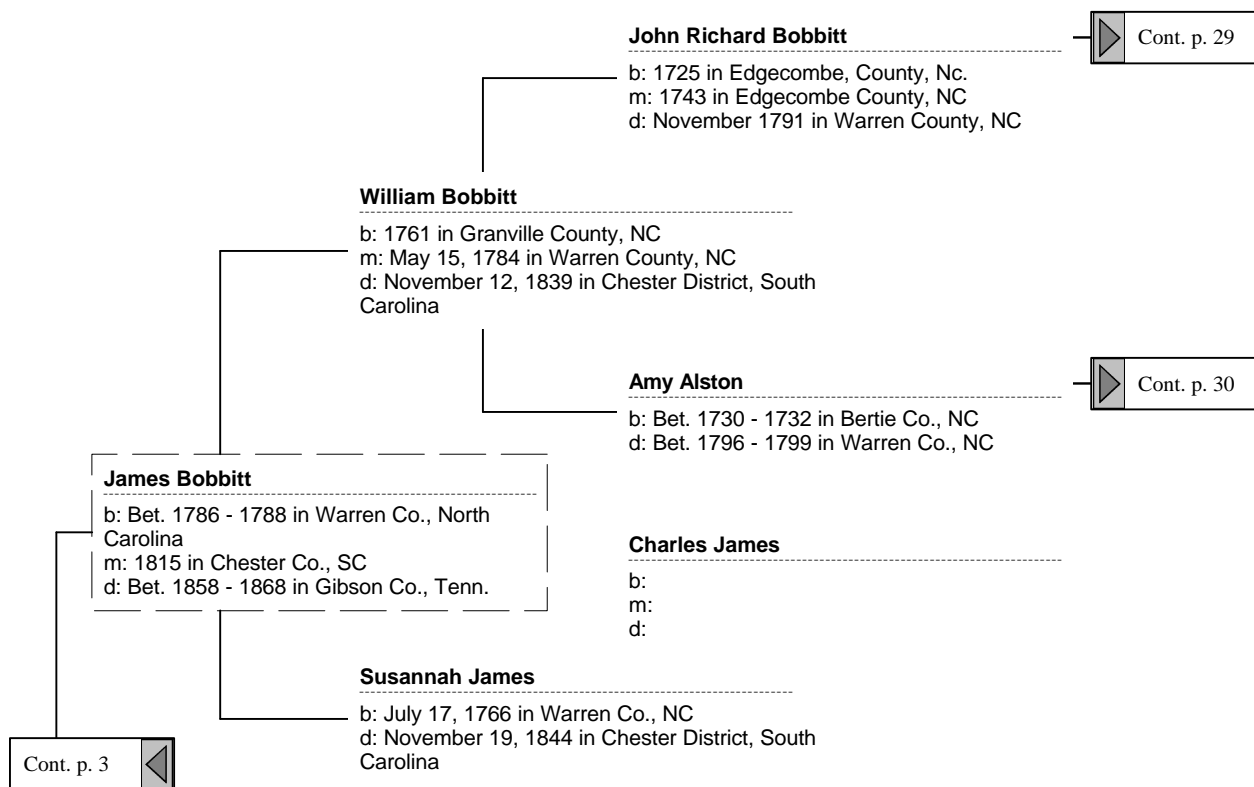 John Richard Bobbitt
Cont. p. 29
b: 1725 in Edgecombe, County, Nc.
m: 1743 in Edgecombe County, NC
d: November 1791 in Warren County, NC
William Bobbitt
b: 1761 in Granville County, NC
m: May 15, 1784 in Warren County, NC
d: November 12, 1839 in Chester District, South
Carolina
Amy Alston
Cont. p. 30
b: Bet. 1730 - 1732 in Bertie Co., NC
d: Bet. 1796 - 1799 in Warren Co., NC
James Bobbitt
b: Bet. 1786 - 1788 in Warren Co., North
Carolina
m: 1815 in Chester Co., SC
d: Bet. 1858 - 1868 in Gibson Co., Tenn.
Charles James
b:
m:
d:
Susannah James
b: July 17, 1766 in Warren Co., NC
d: November 19, 1844 in Chester District, South
Carolina
Cont. p. 3